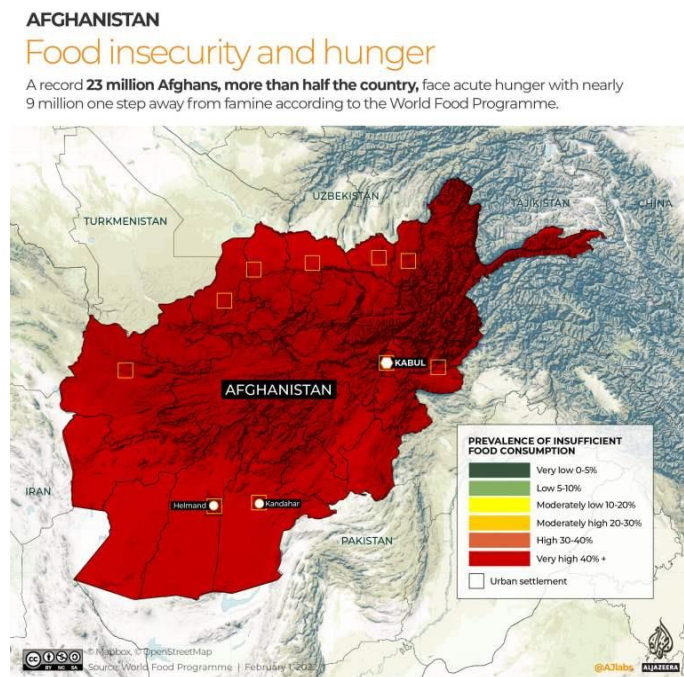 AFGHANISTAN
Food insecurity and hunger
A record 23 million Afghans, more than half the country, face acute hunger with nearly
9 million one step away from famine according to the World Food Programme.
UZBEKISTAN
TAJIKISTAN
CHINA
TURKMENISTAN
KABUL
AFGHANISTAN
PREVALENCE OF INSUFFICIENT
FOOD CONSUMPTION
Very low 0-5%
Low 5-10%
Moderately low 10-20%
Moderately high 20-30%
High 30-40%
Very high 40% +
Urban settlement
IRAN
Helmand
Kandahar
PAKISTAN
© Mapbox, © OpenStreetMap
Source: World Food Programme | February 1,
BY NC SA
@AJlabs
ALJAZEERA